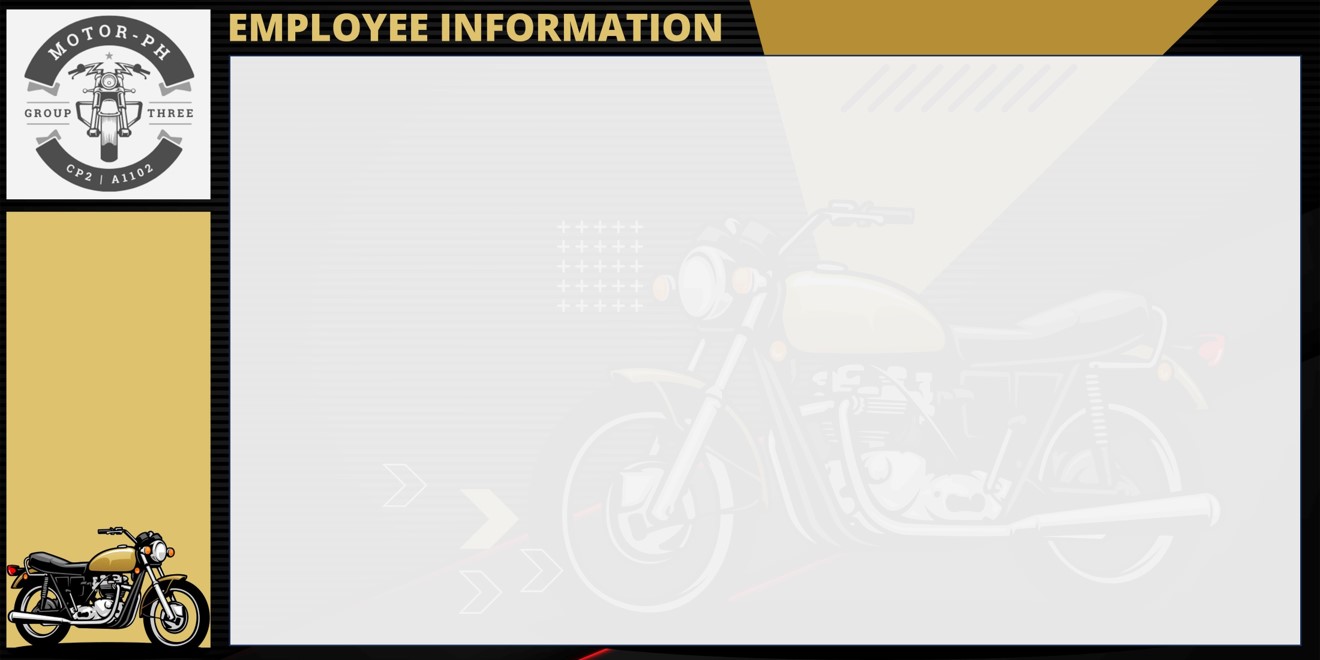 EMPLOYEE INFORMATION
MOTOR-PH
GROUP THREE
CP2 | A1102